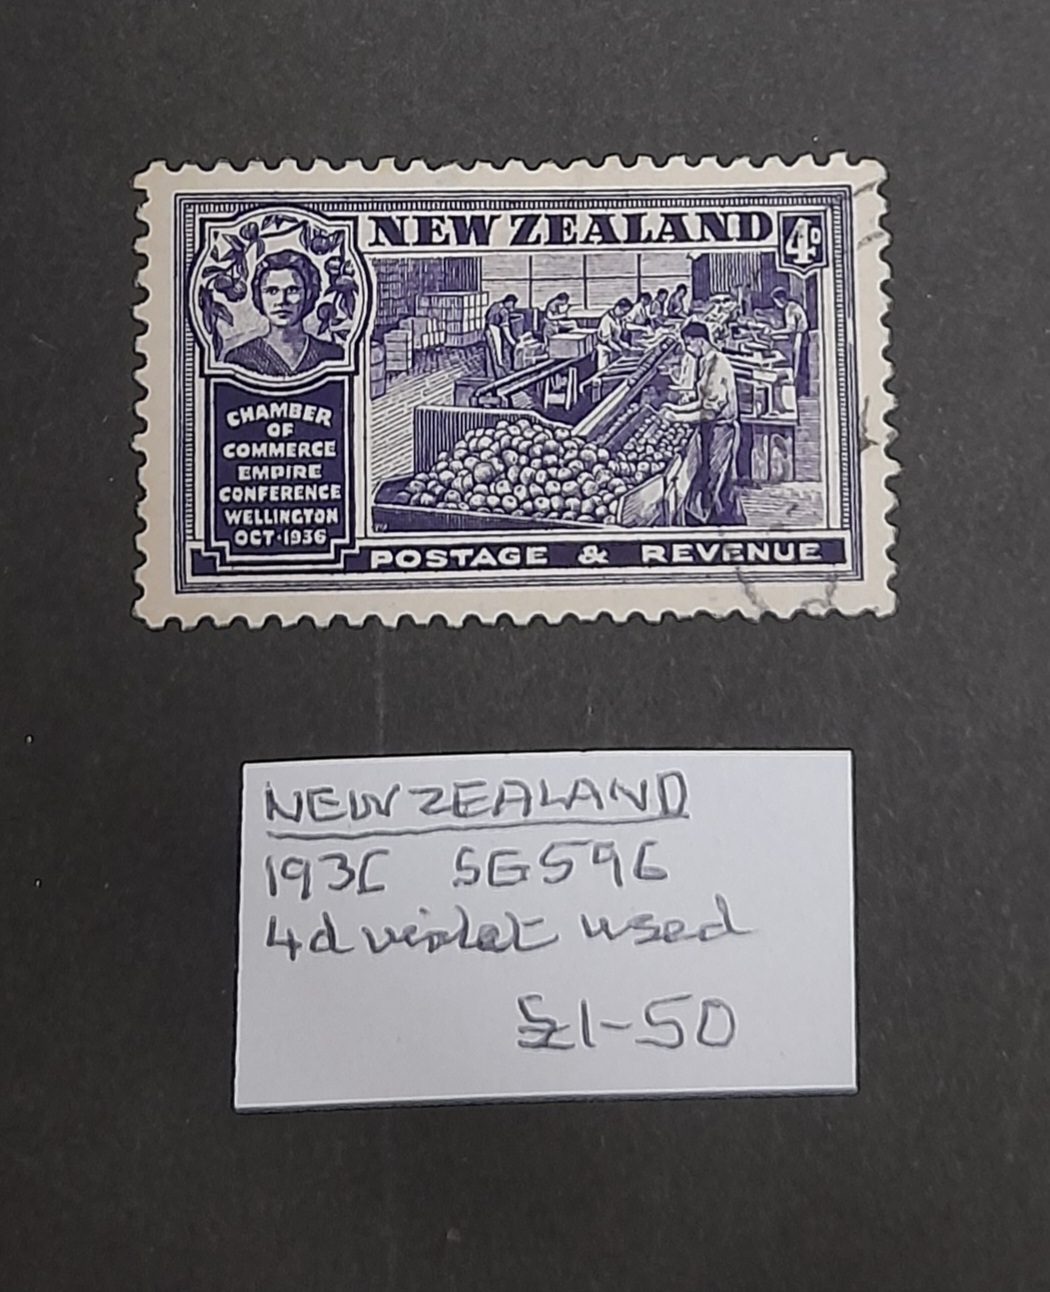 NEW ZEALAND
4D
CHAMBER
OF
COMMERCE
EMPIRE
CONFERENCE
WELLINGTON
OCT·1936
POSTAGE & REVENUE
NEW ZEALAND
1936 SG596
4d violet used
£1-50